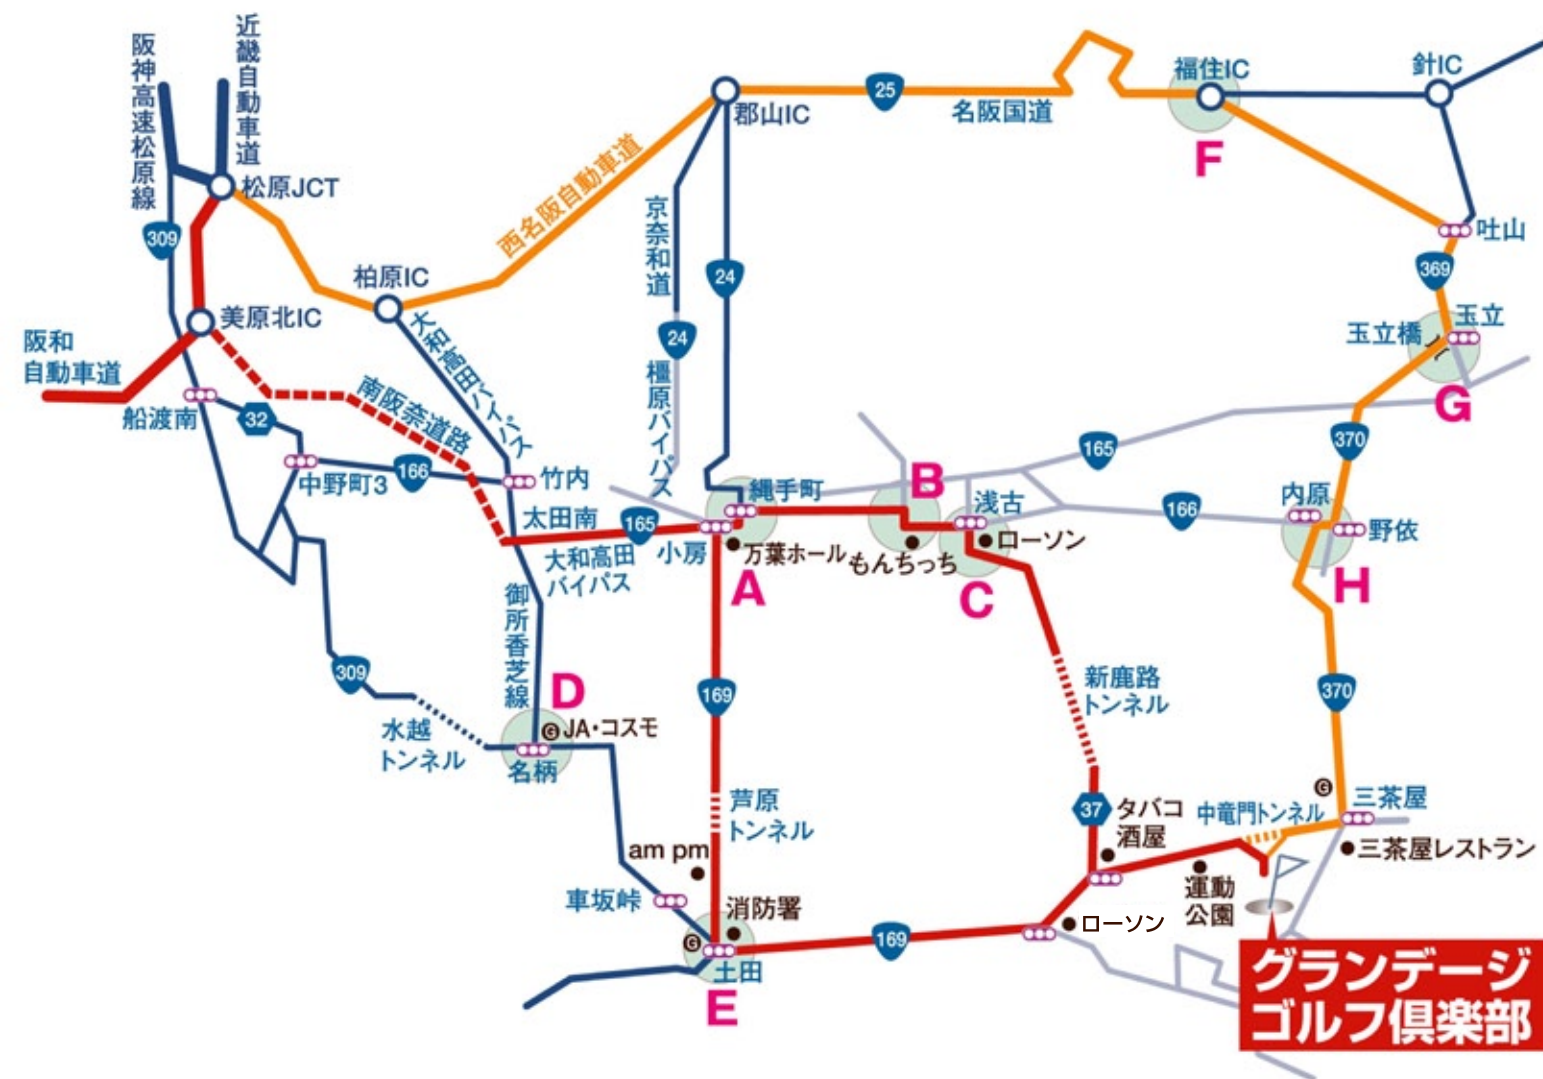 阪神高速松原線
近畿自動車道
松原JCT
309
美原北IC
阪和
自動車道
船渡南
32
中野町3
166
南阪奈道路
柏原IC
大和高田バイパス
竹内
太田南
165
大和高田
バイパス
小房
西名阪自動車道
郡山IC
25
名阪国道
福住IC
F
針IC
吐山
369
玉立
玉立橋
G
京奈和道
24
24
橿原バイパス
縄手町
万葉ホール
A
B
もんちっち
浅古
ローソン
C
165
166
370
内原
野依
H
御所香芝線
D
JA・コスモ
G
名柄
309
水越
トンネル
169
芦原
トンネル
am pm
車坂峠
消防署
G
土田
E
169
新鹿路
トンネル
37
タバコ
酒屋
ローソン
運動
公園
中竜門トンネル
370
G
三茶屋
三茶屋レストラン
グランデージ
ゴルフ倶楽部